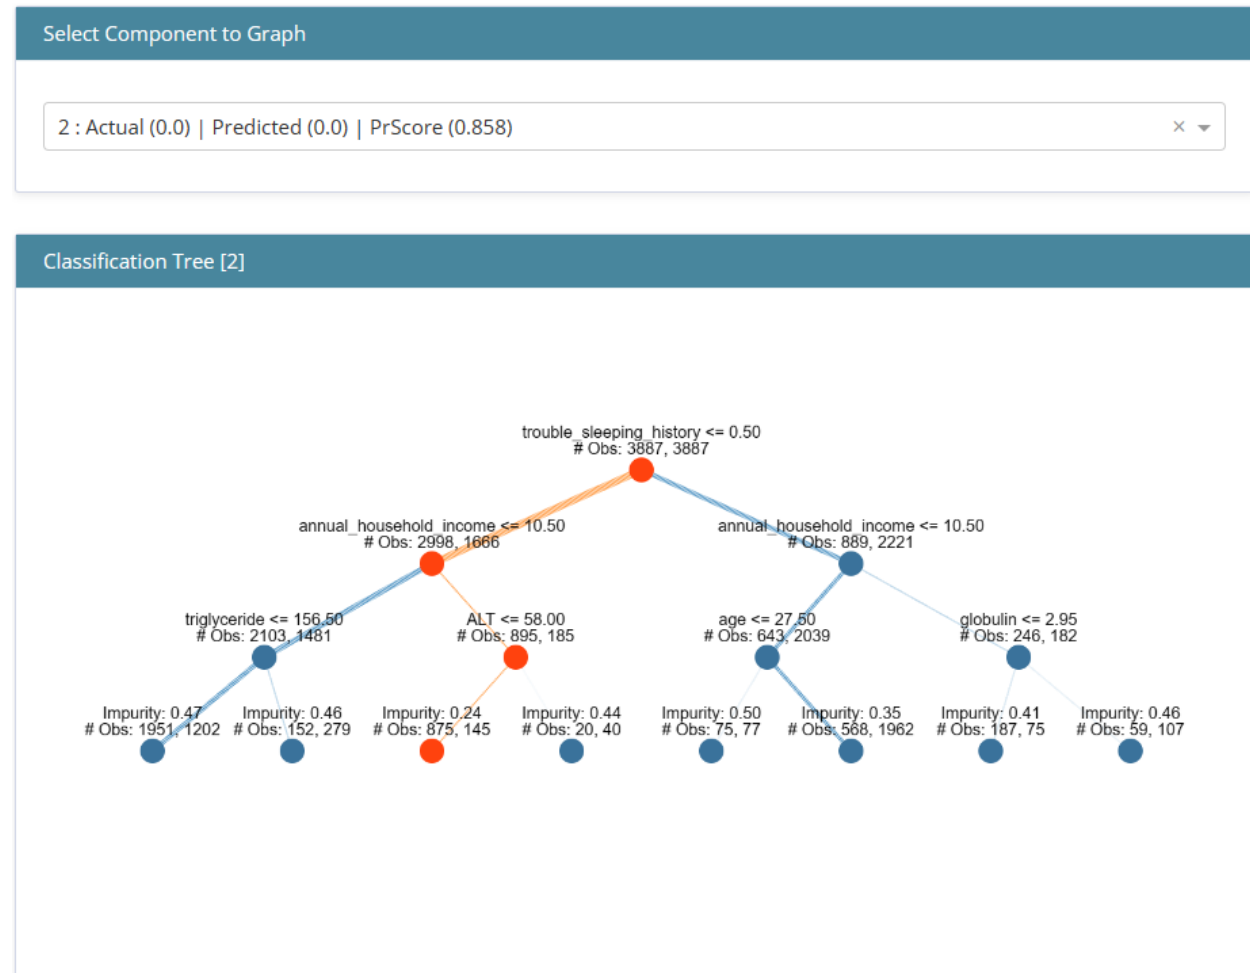 Select Component to Graph
2 : Actual (0.0) | Predicted (0.0) | PrScore (0.858)
Classification Tree [2]
trouble_sleeping_history <= 0.50
# Obs: 3887, 3887
annual_household_income <= 10.50
# Obs: 2998, 1666
annual_household_income <= 10.50
# Obs: 889, 2221
triglyceride <= 156.50
# Obs: 2103, 1481
ALT <= 58.00
# Obs: 895, 185
age <= 27.50
# Obs: 643, 2039
globulin <= 2.95
# Obs: 246, 182
Impurity: 0.47
# Obs: 1951, 1202
Impurity: 0.46
# Obs: 152, 279
Impurity: 0.24
# Obs: 875, 145
Impurity: 0.44
# Obs: 20, 40
Impurity: 0.50
# Obs: 75, 77
Impurity: 0.35
# Obs: 568, 1962
Impurity: 0.41
# Obs: 187, 75
Impurity: 0.46
# Obs: 59, 107